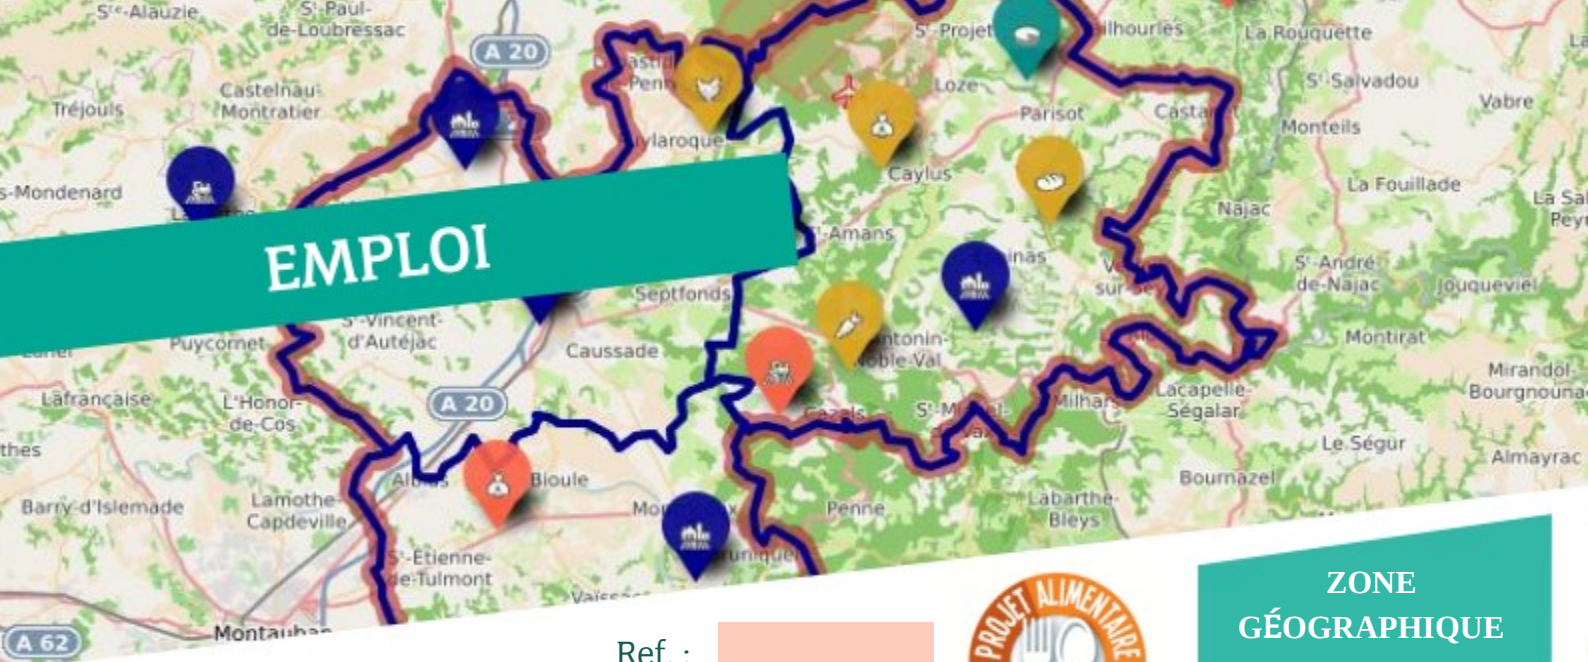 Sᵗᵉ-Alauzie
Sᵗ-Paul-
de-Loubressac
A 20
Sᵗ-Projet
La Rouquette
Castelnau-
Montratier
Tréjouls
Loze
Parisot
Sᵗ-Salvadou
Vabre
Monteils
s-Mondenard
Caylus
La Fouillade
Najac
EMPLOI
Sᵗ-Amans
Septfonds
Sᵗ-André-
de-Najac
Jouqueviel
Sᵗ-Vincent-
d'Autéjac
Puycornet
Caussade
Antonin-
Noble-Val
Montirat
Mirandol-
Bourgnouna
Lafrançaise
L'Honor-
de-Cos
A 20
Cazals
Milhars
Lacapelle-
Ségalar
Le Ségur
Almayrac
Albias
Bioule
Bournazel
Barry-d'Islemade
Lamothe-
Capdeville
Penne
Labarthe-
Bleys
Sᵗ-Etienne-
de-Tulmont
Montauban
A 62
Ref. :
PROJET ALIMENTAIRE
ZONE
GÉOGRAPHIQUE